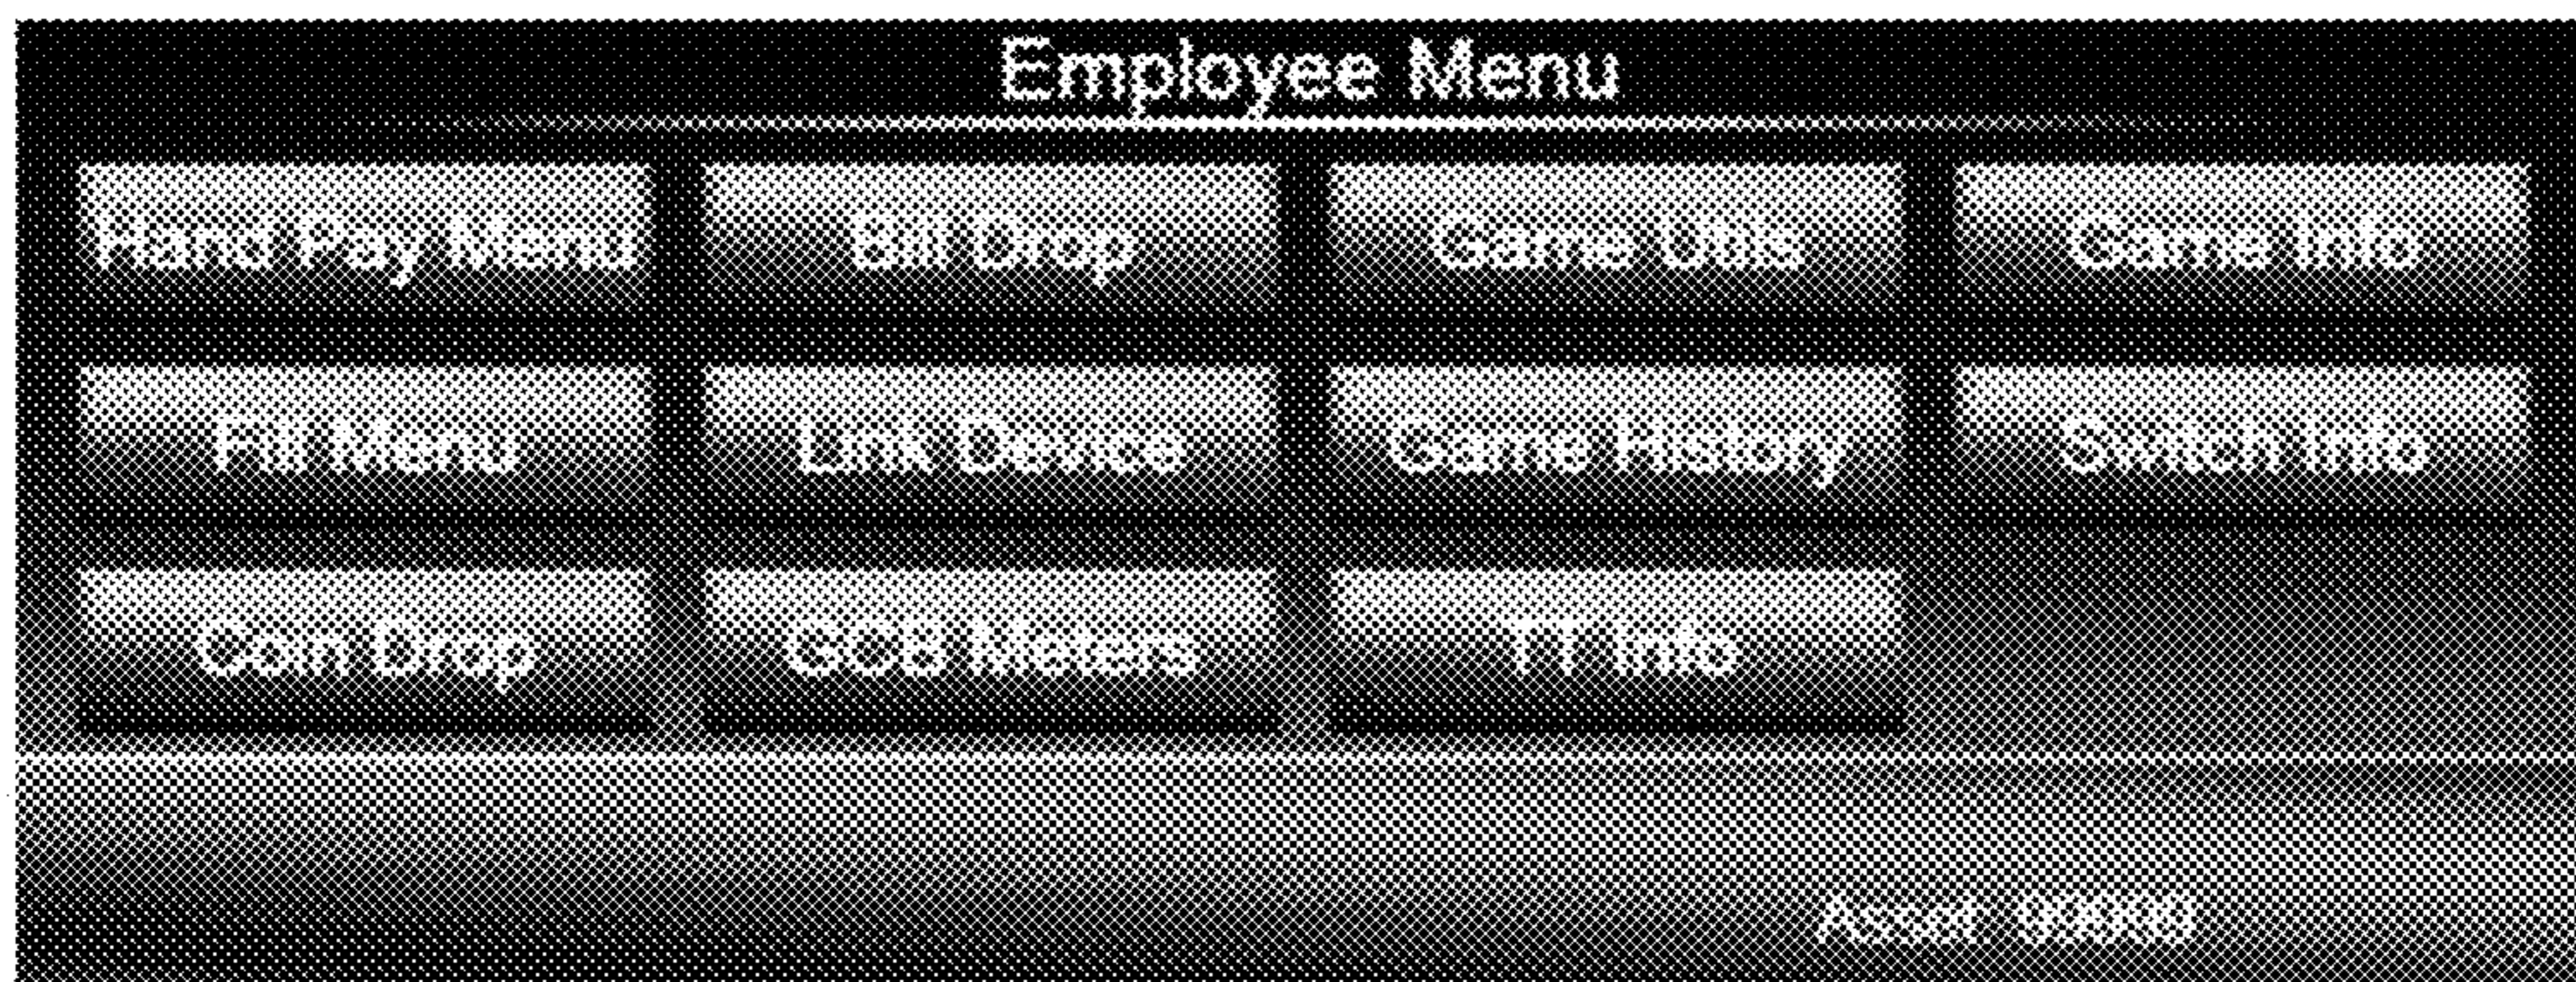 Employee Menu
Hand Pay Menu Bill Drop Game Utils Game Info
Fill Menu Link Device Game History Switch Info
Coin Drop GCB Meters TT Info
Asset